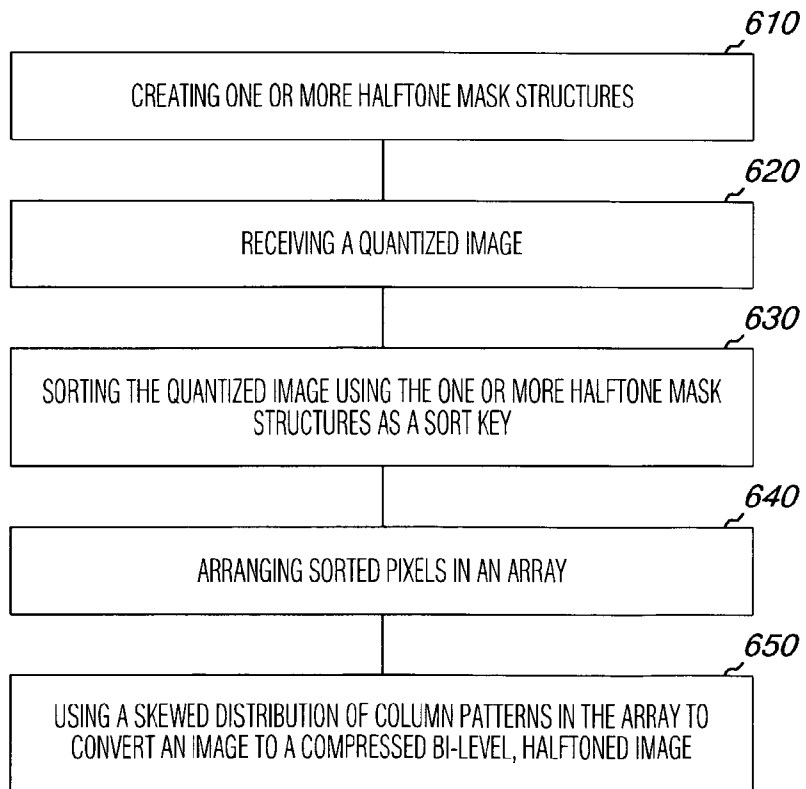 610
CREATING ONE OR MORE HALFTONE MASK STRUCTURES
620
RECEIVING A QUANTIZED IMAGE
630
SORTING THE QUANTIZED IMAGE USING THE ONE OR MORE HALFTONE MASK
STRUCTURES AS A SORT KEY
640
ARRANGING SORTED PIXELS IN AN ARRAY
650
USING A SKEWED DISTRIBUTION OF COLUMN PATTERNS IN THE ARRAY TO
CONVERT AN IMAGE TO A COMPRESSED BI-LEVEL, HALFTONED IMAGE